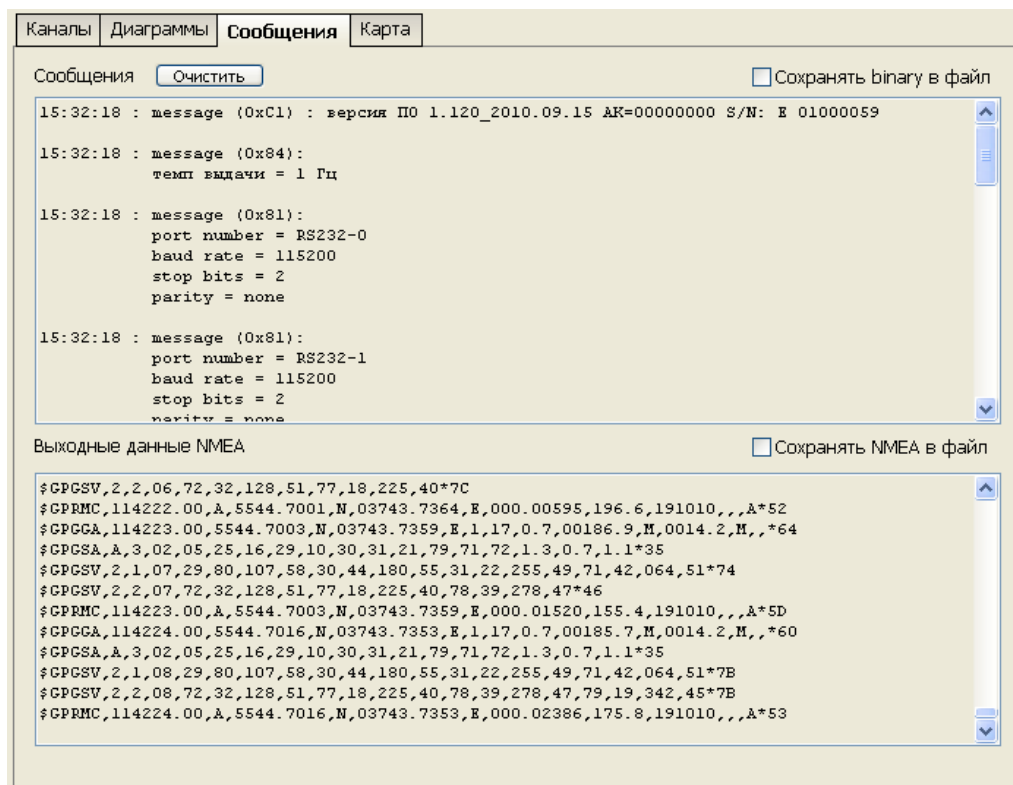 Каналы Диаграммы Сообщения Карта
Сообщения Очистить Сохранять binary в файл
15:32:18 : message (0xC1) : версия ПО 1.120_2010.09.15 AK=00000000 S/N: E 01000059
15:32:18 : message (0x84):
темп выдачи = 1 Гц
15:32:18 : message (0x81):
port number = RS232-0
baud rate = 115200
stop bits = 2
parity = none
15:32:18 : message (0x81):
port number = RS232-1
baud rate = 115200
stop bits = 2
parity = none
Выходные данные NMEA Сохранять NMEA в файл
$GPGSV,2,2,06,72,32,128,51,77,18,225,40*7C
$GPRMC,114222.00,A,5544.7001,N,03743.7364,E,000.00595,196.6,191010,,,A*52
$GPGGA,114223.00,5544.7003,N,03743.7359,E,1,17,0.7,00186.9,M,0014.2,M,,*64
$GPGSA,A,3,02,05,25,16,29,10,30,31,21,79,71,72,1.3,0.7,1.1*35
$GPGSV,2,1,07,29,80,107,58,30,44,180,55,31,22,255,49,71,42,064,51*74
$GPGSV,2,2,07,72,32,128,51,77,18,225,40,78,39,278,47*46
$GPRMC,114223.00,A,5544.7003,N,03743.7359,E,000.01520,155.4,191010,,,A*5D
$GPGGA,114224.00,5544.7016,N,03743.7353,E,1,17,0.7,00185.7,M,0014.2,M,,*60
$GPGSA,A,3,02,05,25,16,29,10,30,31,21,79,71,72,1.3,0.7,1.1*35
$GPGSV,2,1,08,29,80,107,58,30,44,180,55,31,22,255,49,71,42,064,51*7B
$GPGSV,2,2,08,72,32,128,51,77,18,225,40,78,39,278,47,79,19,342,45*7B
$GPRMC,114224.00,A,5544.7016,N,03743.7353,E,000.02386,175.8,191010,,,A*53